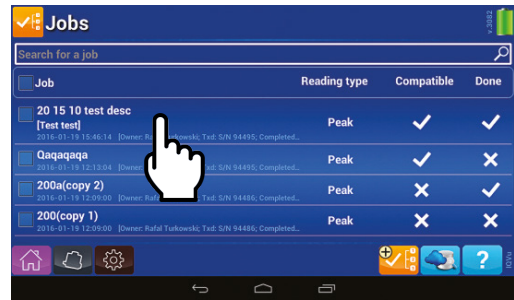 Jobs
v.3882
Search for a job
Job Reading type Compatible Done
20 15 10 test desc
[Test test]
2016-01-19 15:46:14 [Owner: Rafal Turkowski; Txd: S/N 94495; Completed...
Peak
Qaqaqaqa
2016-01-19 12:13:04 [Owner: Txd: S/N 94495; Completed...
Peak
200a(copy 2)
2016-01-19 12:09:00 [Owner: Rafal Txd: S/N 94486; Completed...
Peak
200(copy 1)
2016-01-19 12:09:00 [Owner: Rafal Turkowski; Txd: S/N 94486; Completed...
Peak
?
IQVu